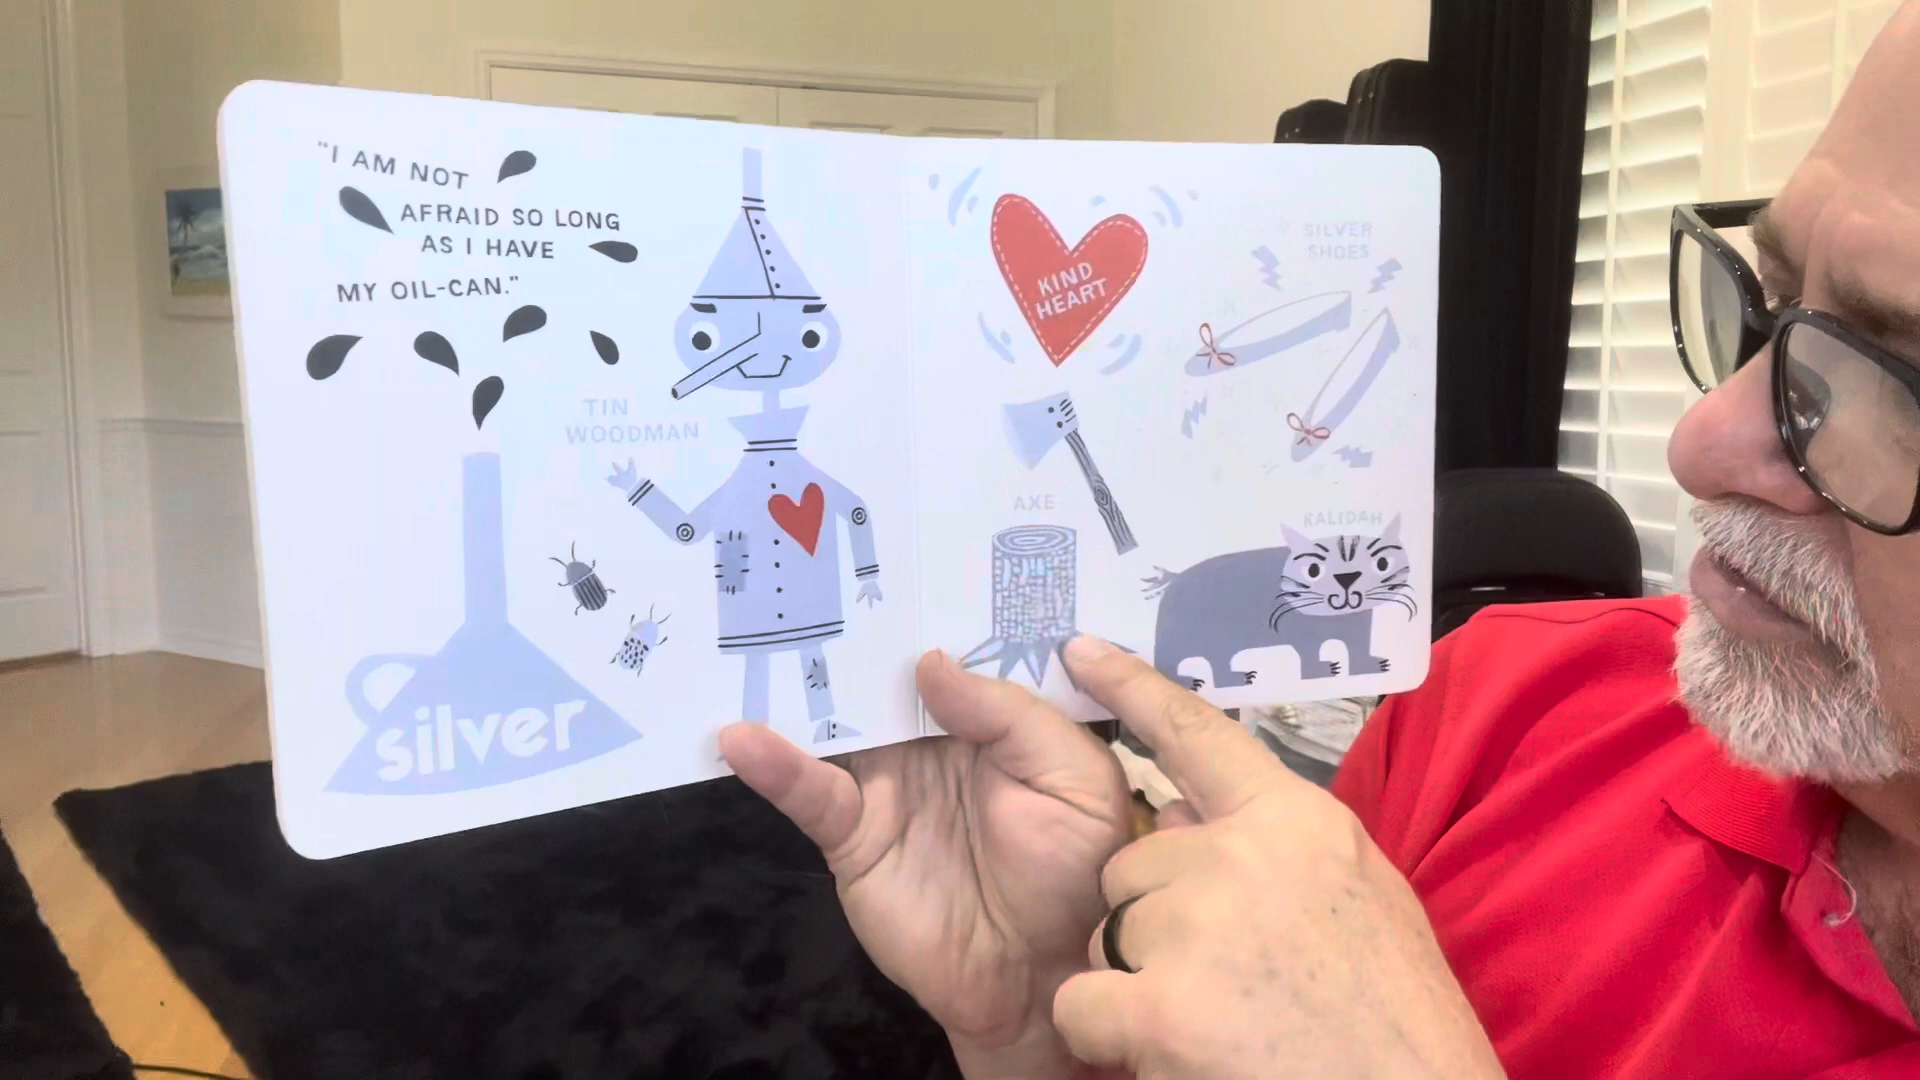 "I AM NOT
AFRAID SO LONG
AS I HAVE
MY OIL-CAN."
TIN
WOODMAN
silver
KIND
HEART
SILVER
SHOES
AXE
KALIDAH